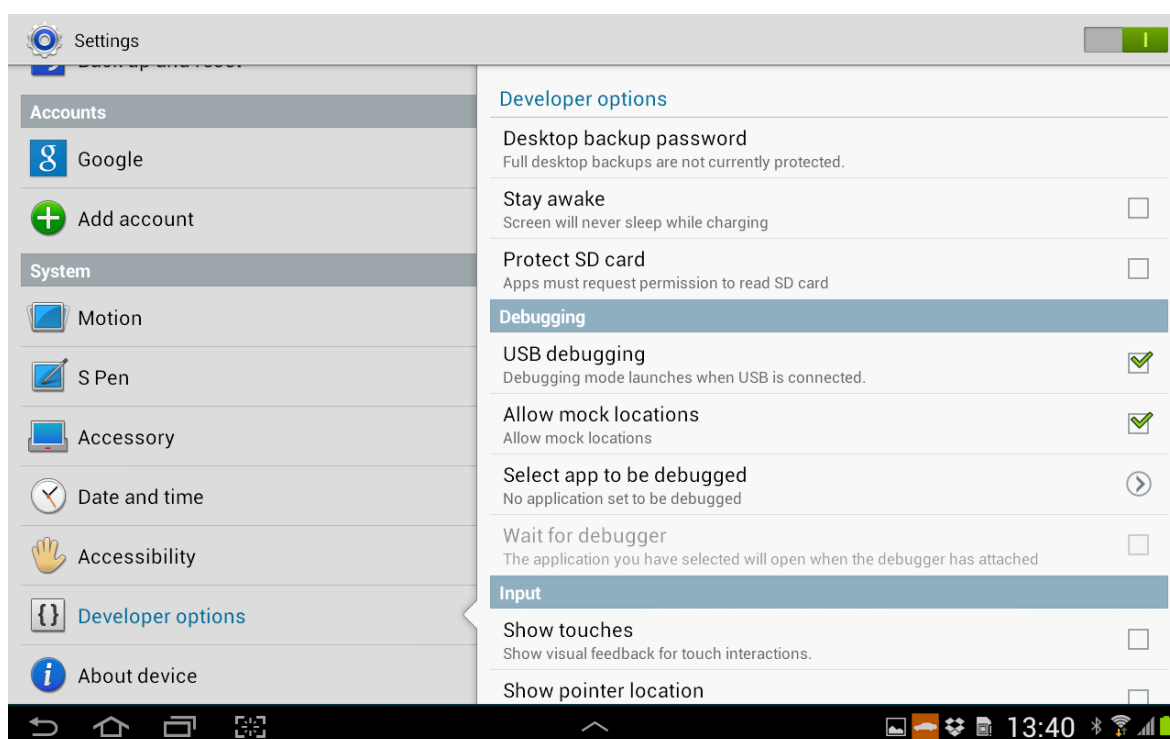 Settings
Back up and reset
Accounts
Google
Add account
System
Motion
S Pen
Accessory
Date and time
Accessibility
Developer options
About device
Developer options
Desktop backup password
Full desktop backups are not currently protected.
Stay awake
Screen will never sleep while charging
Protect SD card
Apps must request permission to read SD card
Debugging
USB debugging
Debugging mode launches when USB is connected.
Allow mock locations
Allow mock locations
Select app to be debugged
No application set to be debugged
Wait for debugger
The application you have selected will open when the debugger has attached
Input
Show touches
Show visual feedback for touch interactions.
Show pointer location
13:40